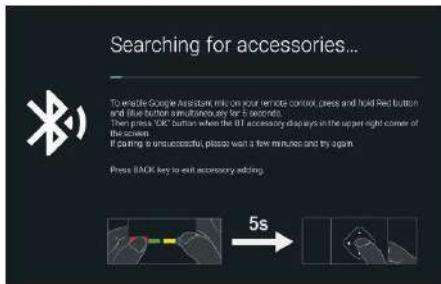 Searching for accessories...
To enable Google Assistant mic on your remote control, press and hold Red button
and Blue button simultaneously for 5 seconds.
Then press "OK" button when the BT accessory displays in the upper right corner of
the screen.
If pairing is unsuccessful, please wait a few minutes and try again.
Press BACK key to exit accessory adding.
5s